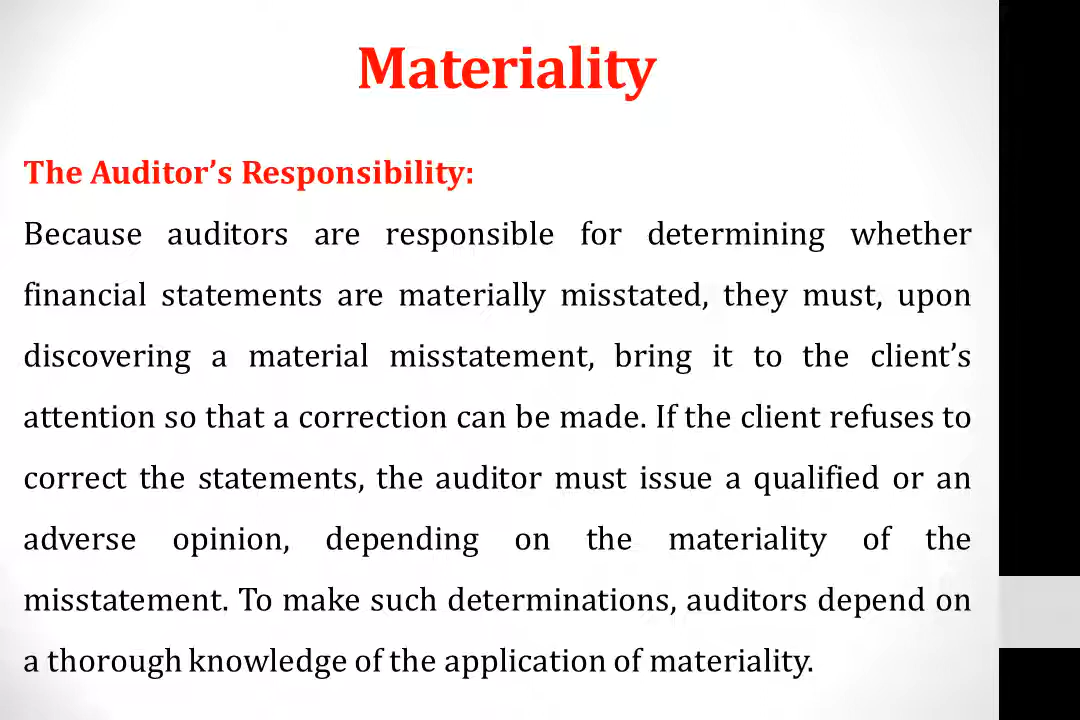 Materiality
The Auditor’s Responsibility:
Because auditors are responsible for determining whether
financial statements are materially misstated, they must, upon
discovering a material misstatement, bring it to the client’s
attention so that a correction can be made. If the client refuses to
correct the statements, the auditor must issue a qualified or an
adverse opinion, depending on the materiality of the
misstatement. To make such determinations, auditors depend on
a thorough knowledge of the application of materiality.